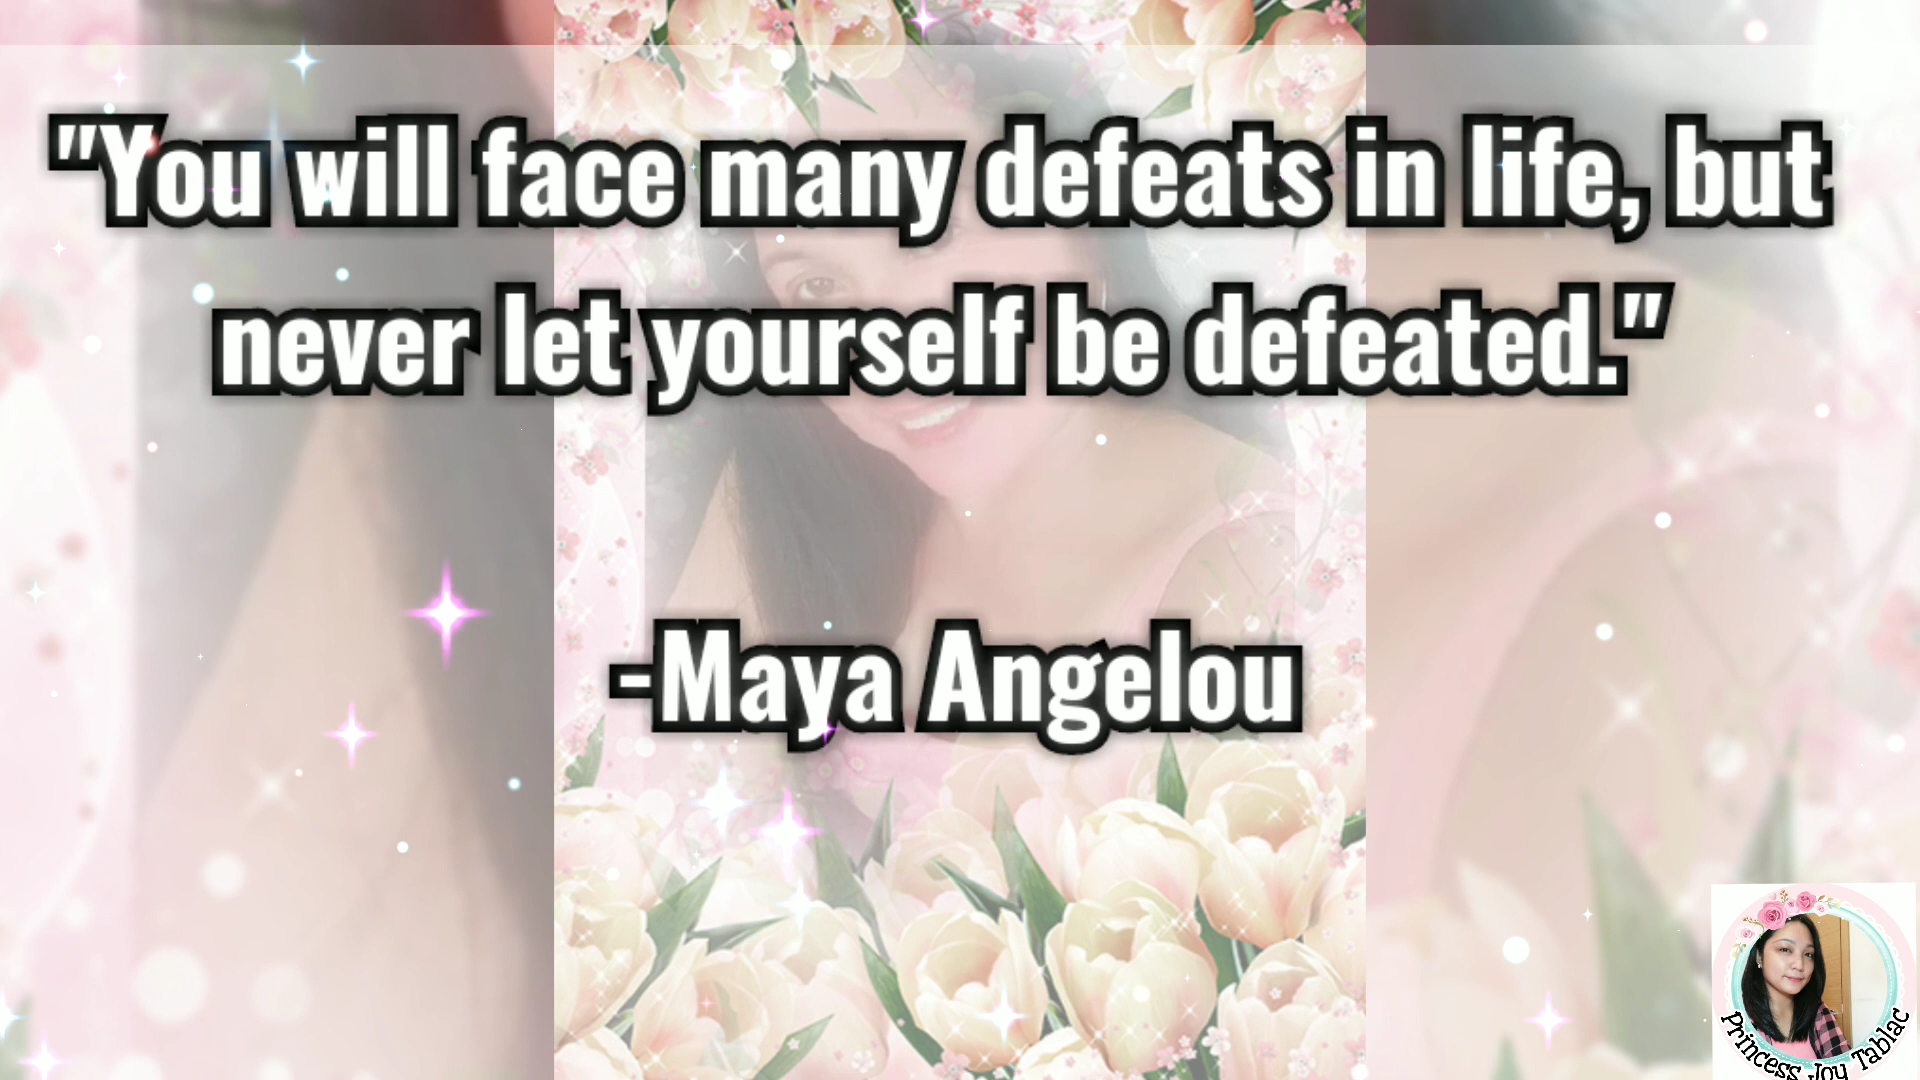 "You will face many defeats in life, but
never let yourself be defeated."
-Maya Angelou
Princess Joy Tablac